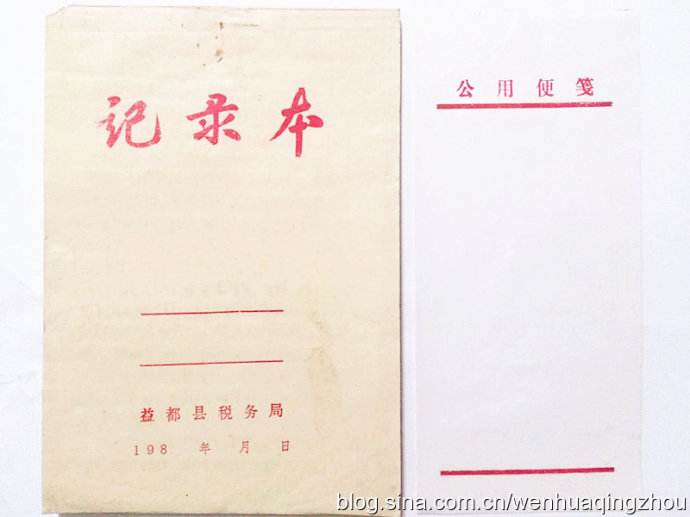 记录本
益都县税务局
198 年 月 日
公用便笺
blog.sina.com.cn/wenhuaqingzhou